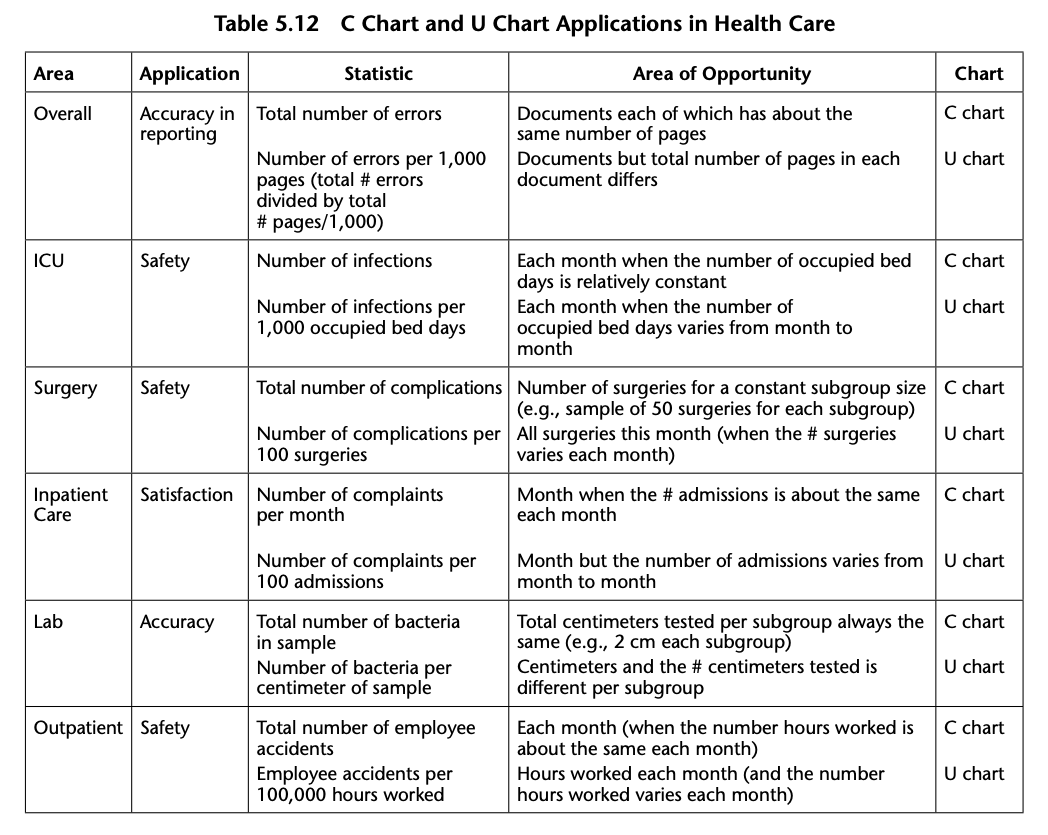 Table 5.12 C Chart and U Chart Applications in Health Care
Area Application Statistic Area of Opportunity Chart
Overall Accuracy in Total number of errors Documents each of which has about the C chart
reporting same number of pages
Number of errors per 1,000 Documents but total number of pages in each U chart
pages (total # errors document differs
divided by total
# pages/1,000)
ICU Safety Number of infections Each month when the number of occupied bed C chart
days is relatively constant
Number of infections per Each month when the number of U chart
1,000 occupied bed days occupied bed days varies from month to
month
Surgery Safety Total number of complications Number of surgeries for a constant subgroup size C chart
(e.g., sample of 50 surgeries for each subgroup)
Number of complications per All surgeries this month (when the # surgeries U chart
100 surgeries varies each month)
Inpatient Satisfaction Number of complaints Month when the # admissions is about the same C chart
Care per month each month
Number of complaints per Month but the number of admissions varies from U chart
100 admissions month to month
Lab Accuracy Total number of bacteria Total centimeters tested per subgroup always the C chart
in sample same (e.g., 2 cm each subgroup)
Number of bacteria per Centimeters and the # centimeters tested is U chart
centimeter of sample different per subgroup
Outpatient Safety Total number of employee Each month (when the number hours worked is C chart
accidents about the same each month)
Employee accidents per Hours worked each month (and the number U chart
100,000 hours worked hours worked varies each month)